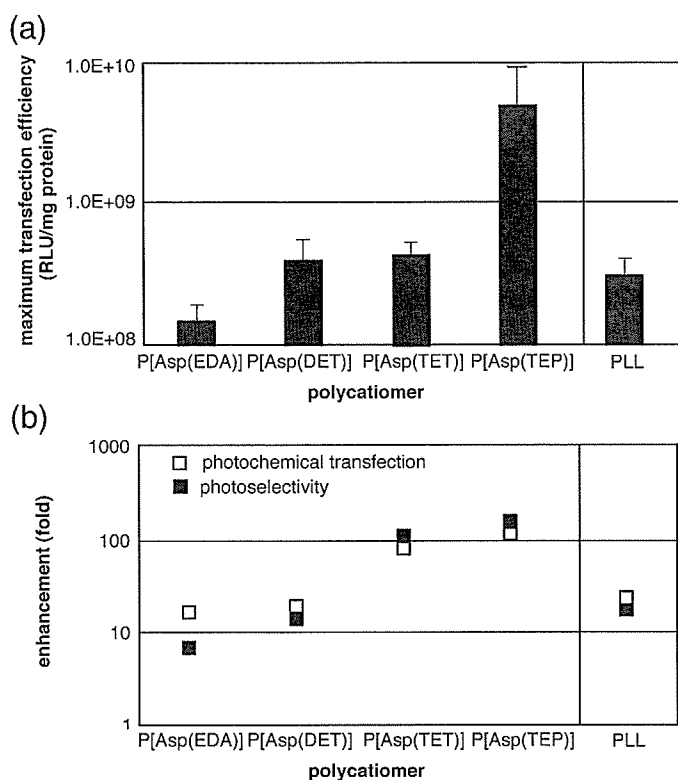 (a)
maximum transfection efficiency
(RLU/mg protein)
1.0E+10
1.0E+09
1.0E+08
P[Asp(EDA)] P[Asp(DET)] P[Asp(TET)] P[Asp(TEP)] PLL
polycatiomer
(b)
enhancement (fold)
1000
100
10
1
photochemical transfection
photoselectivity
P[Asp(EDA)] P[Asp(DET)] P[Asp(TET)] P[Asp(TEP)] PLL
polycatiomer